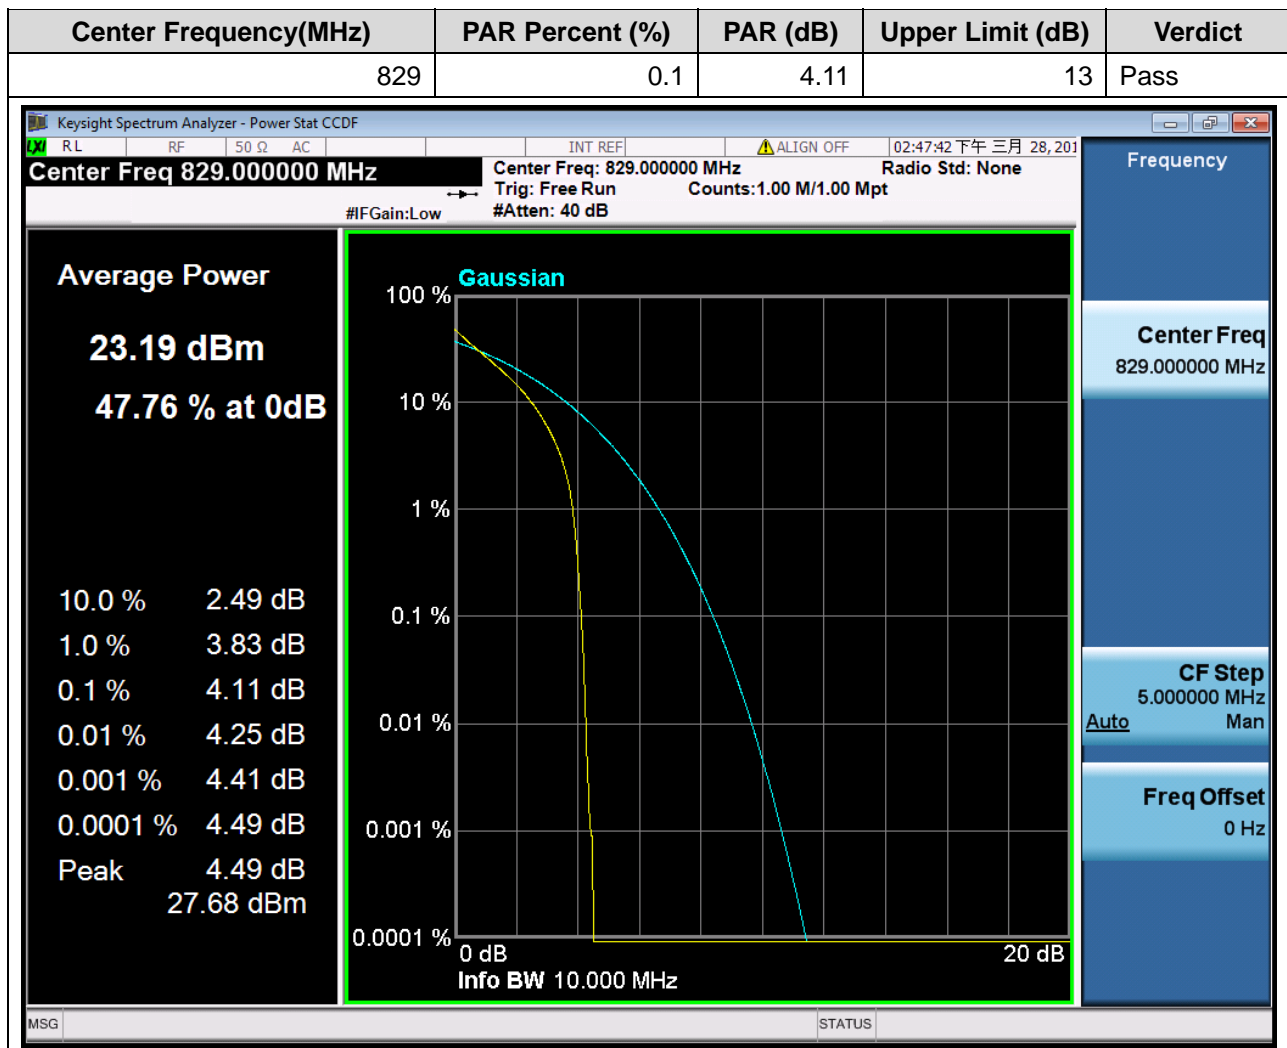 Center Frequency(MHz) PAR Percent (%) PAR (dB) Upper Limit (dB) Verdict
829 0.1 4.11 13 Pass
Keysight Spectrum Analyzer - Power Stat CCDF
LXI RL RF 50 Ω AC INT REF ALIGN OFF 02:47:42 下午 三月 28, 201
Center Freq 829.000000 MHz
Center Freq: 829.000000 MHz Radio Std: None
Trig: Free Run Counts:1.00 M/1.00 Mpt
#IFGain:Low #Atten: 40 dB
Average Power
23.19 dBm
47.76 % at 0dB
10.0 % 2.49 dB
1.0 % 3.83 dB
0.1 % 4.11 dB
0.01 % 4.25 dB
0.001 % 4.41 dB
0.0001 % 4.49 dB
Peak 4.49 dB
27.68 dBm
Gaussian
100 %
10 %
1 %
0.1 %
0.01 %
0.001 %
0.0001 %
0 dB 20 dB
Info BW 10.000 MHz
Frequency
Center Freq
829.000000 MHz
CF Step
5.000000 MHz
Auto Man
Freq Offset
0 Hz
MSG STATUS